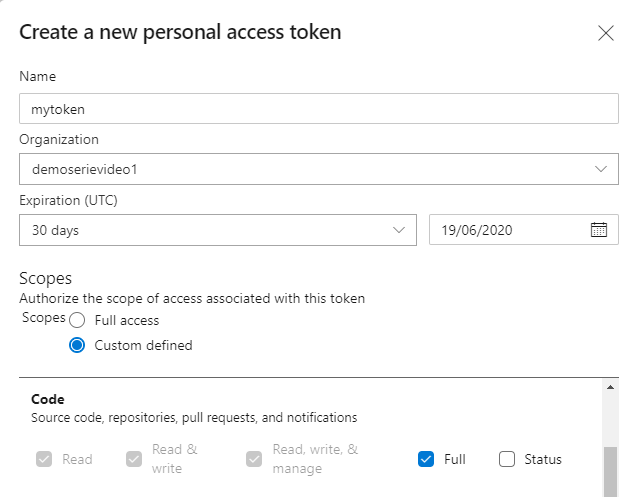 Create a new personal access token
Name
mytoken
Organization
demoserievideo1
Expiration (UTC)
30 days
19/06/2020
Scopes
Authorize the scope of access associated with this token
Scopes
Full access
Custom defined
Code
Source code, repositories, pull requests, and notifications
Read
Read &
write
Read, write, &
manage
Full
Status